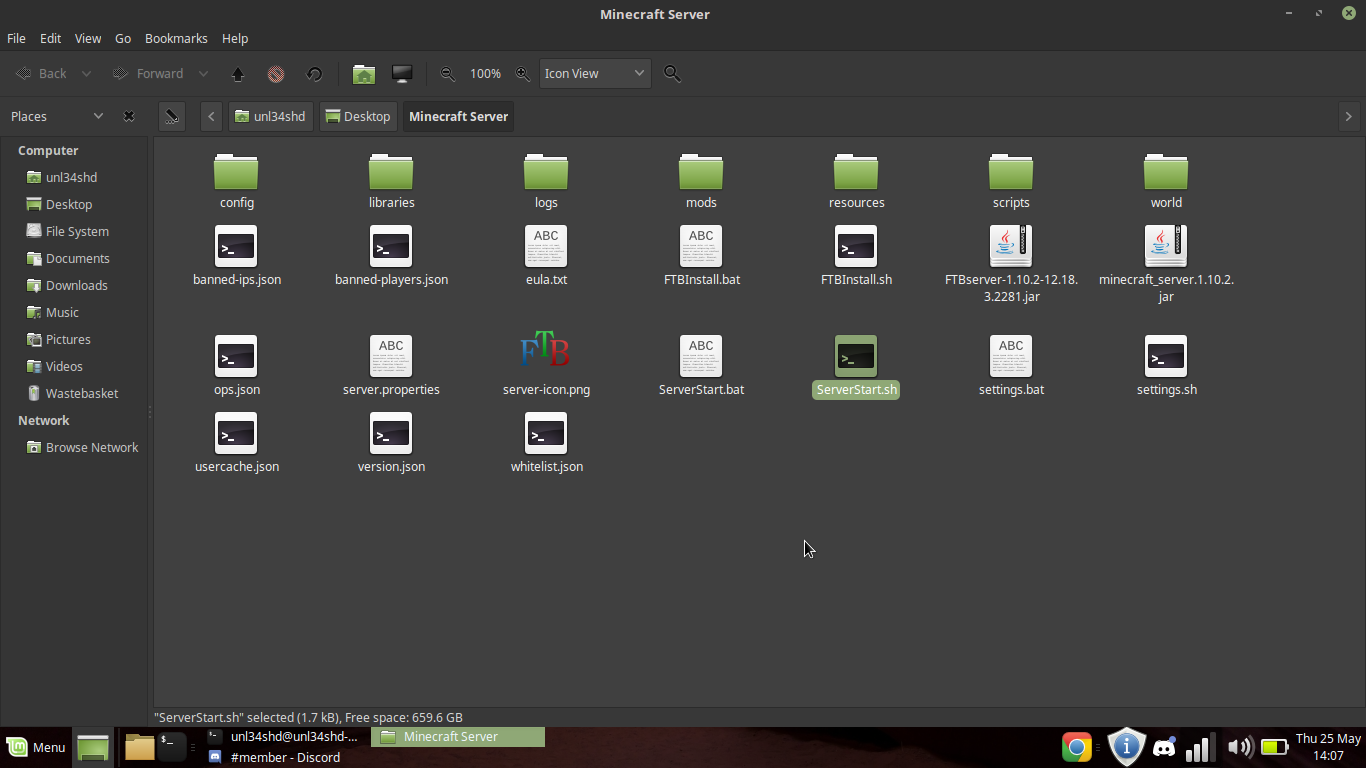 Minecraft Server
File Edit View Go Bookmarks Help
Back Forward 100% Icon View
Places unl34shd Desktop Minecraft Server
Computer
unl34shd
Desktop
File System
Documents
Downloads
Music
Pictures
Videos
Wastebasket
Network
Browse Network
config libraries logs mods resources scripts world
ABC ABC
banned-ips.json banned-players.json eula.txt FTBInstall.bat FTBInstall.sh FTBserver-1.10.2-12.18. minecraft_server.1.10.2.
3.2281.jar jar
ABC FTB ABC ABC
ops.json server.properties server-icon.png ServerStart.bat ServerStart.sh settings.bat settings.sh
usercache.json version.json whitelist.json
"ServerStart.sh" selected (1.7 kB), Free space: 659.6 GB
Menu unl34shd@unl34shd-... Minecraft Server Thu 25 May
#member - Discord 14:07